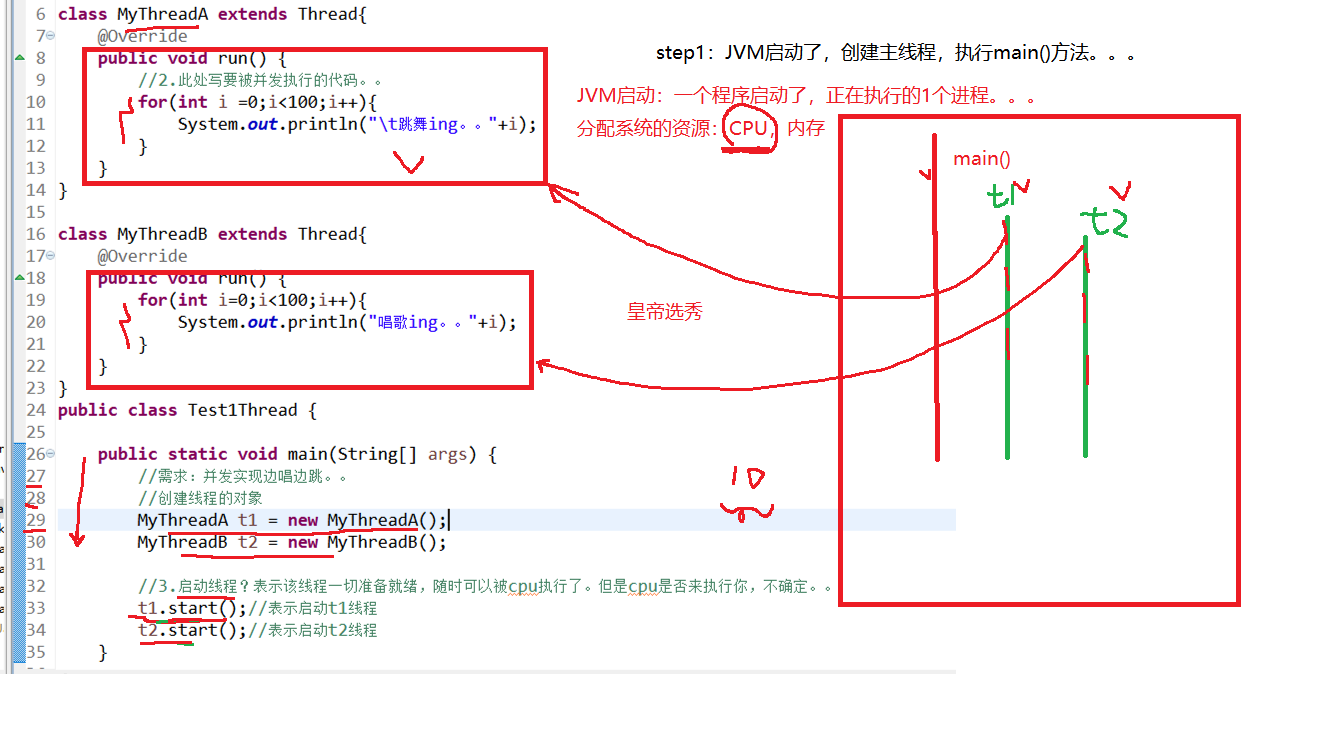 6 class MyThreadA extends Thread{
7 @Override
8 public void run() {
9 //2.此处写要被并发执行的代码。。
10 for(int i =0;i<100;i++){
11 System.out.println("\t跳舞ing。。"+i);
12 }
13 }
14 }
15
16 class MyThreadB extends Thread{
17 @Override
18 public void run() {
19 for(int i=0;i<100;i++){
20 System.out.println("唱歌ing。。"+i);
21 }
22 }
23 }
24 public class Test1Thread {
25
26 public static void main(String[] args) {
27 //需求：并发实现边唱边跳。。
28 //创建线程的对象
29 MyThreadA t1 = new MyThreadA();
30 MyThreadB t2 = new MyThreadB();
31
32 //3.启动线程？表示该线程一切准备就绪，随时可以被cpu执行了。但是cpu是否来执行你，不确定。。
33 t1.start();//表示启动t1线程
34 t2.start();//表示启动t2线程
35 }
step1：JVM启动了，创建主线程，执行main()方法。。。
JVM启动：一个程序启动了，正在执行的1个进程。。。
分配系统的资源：CPU，内存
main()
t1
t2
皇帝选秀